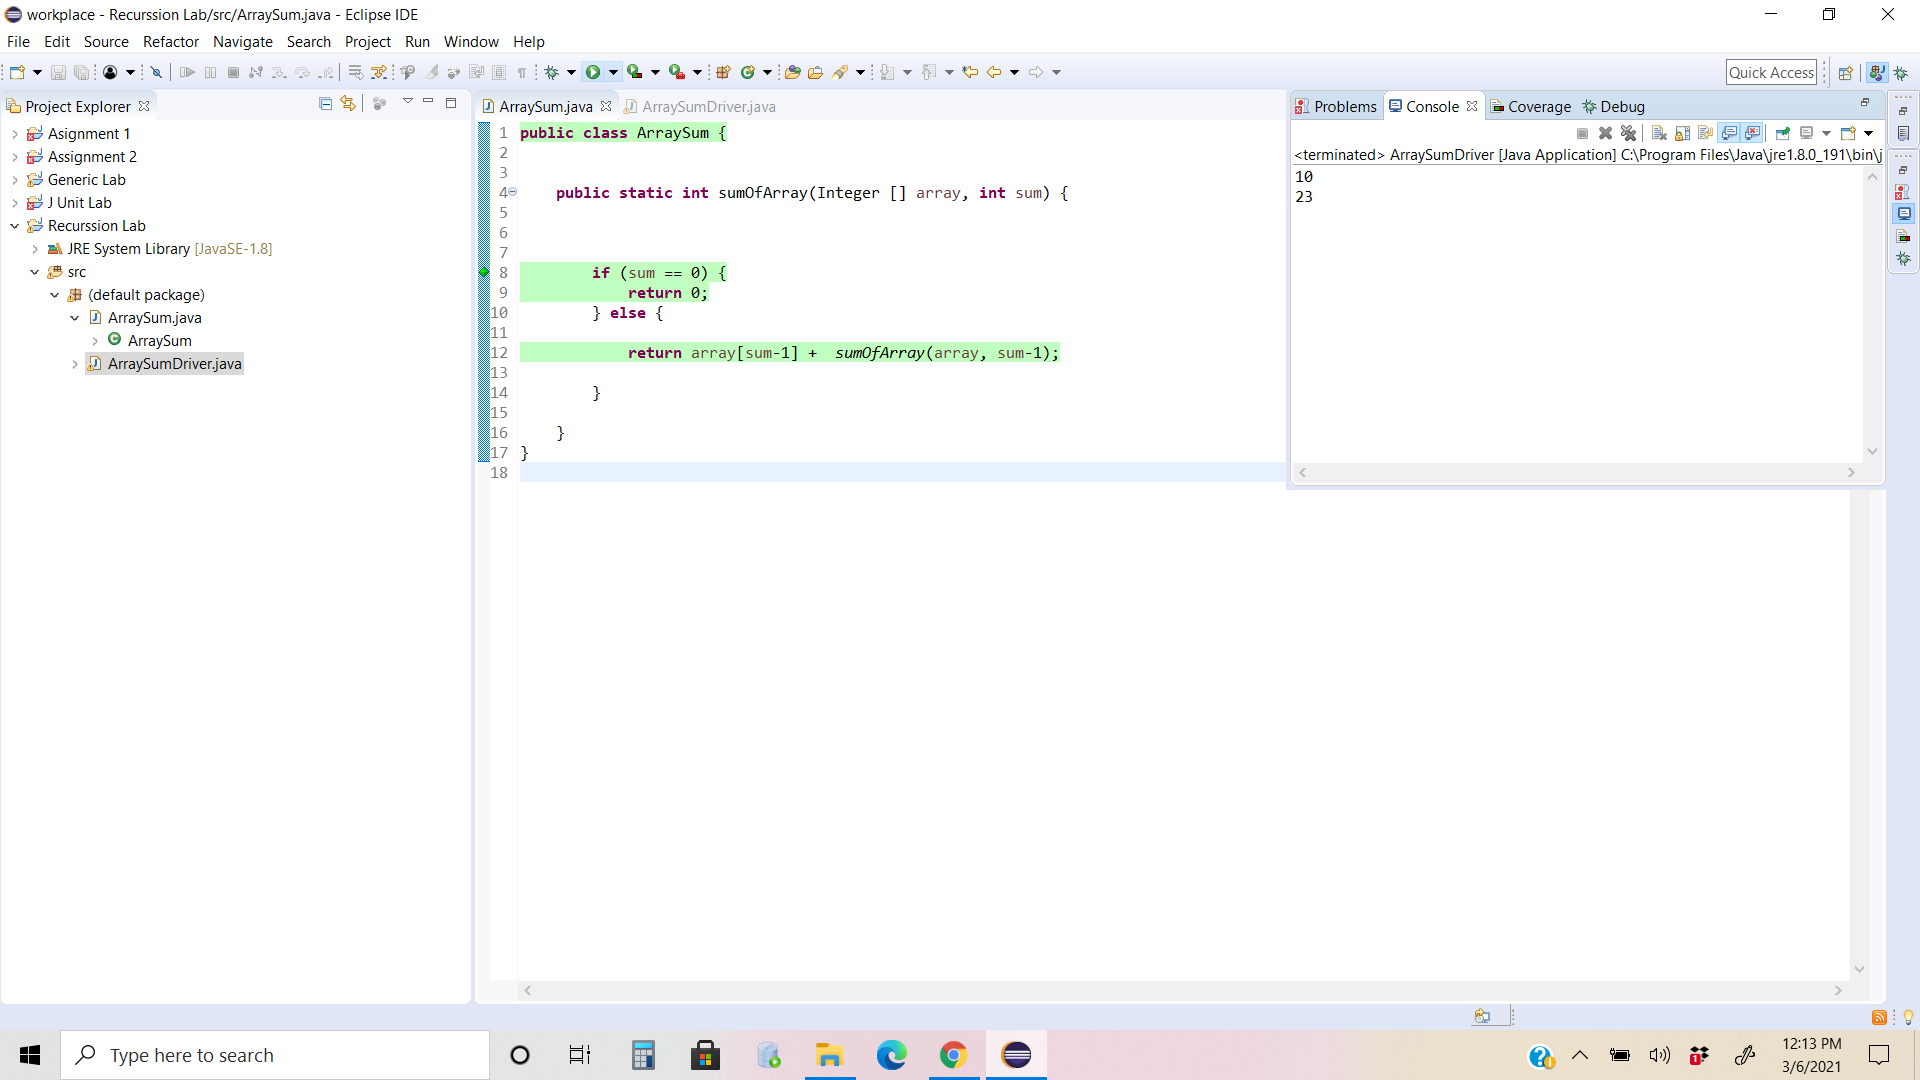 workplace - Recurssion Lab/src/ArraySum.java - Eclipse IDE
File Edit Source Refactor Navigate Search Project Run Window Help
Quick Access
Project Explorer
Asignment 1
Assignment 2
Generic Lab
J Unit Lab
Recurssion Lab
JRE System Library [JavaSE-1.8]
src
(default package)
ArraySum.java
ArraySum
ArraySumDriver.java
ArraySum.java ArraySumDriver.java
1 public class ArraySum {
2
3
4 public static int sumOfArray(Integer [] array, int sum) {
5
6
7
8 if (sum == 0) {
9 return 0;
10 } else {
11
12 return array[sum-1] + sumOfArray(array, sum-1);
13
14 }
15
16 }
17 }
18
Problems Console Coverage Debug
<terminated> ArraySumDriver [Java Application] C:\Program Files\Java\jre1.8.0_191\bin\j
10
23
Type here to search
12:13 PM
3/6/2021